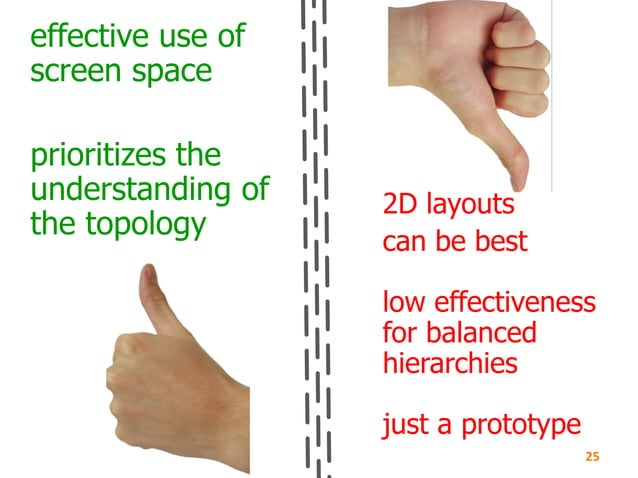 effective use of
screen space
prioritizes the
understanding of
the topology
2D layouts
can be best
low effectiveness
for balanced
hierarchies
just a prototype
25